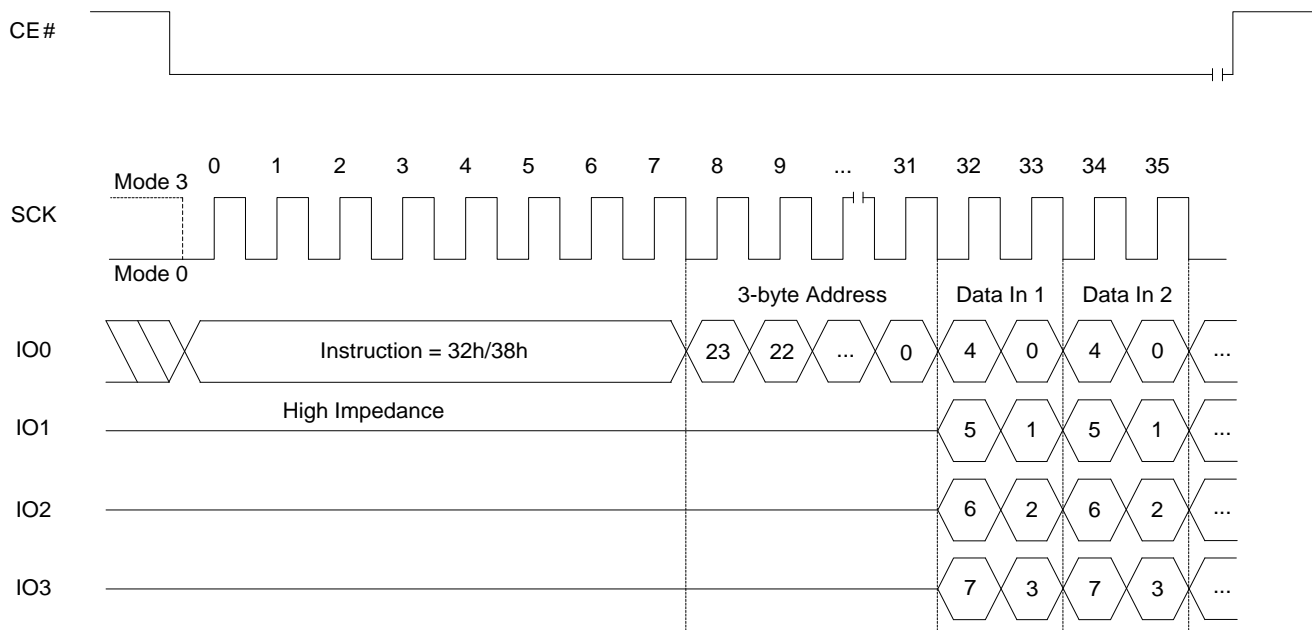 CE#
0 1 2 3 4 5 6 7 8 9 ... 31 32 33 34 35
Mode 3
SCK
Mode 0
3-byte Address Data In 1 Data In 2
IO0 Instruction = 32h/38h 23 22 ... 0 4 0 4 0 ...
High Impedance
IO1 5 1 5 1 ...
IO2 6 2 6 2 ...
IO3 7 3 7 3 ...